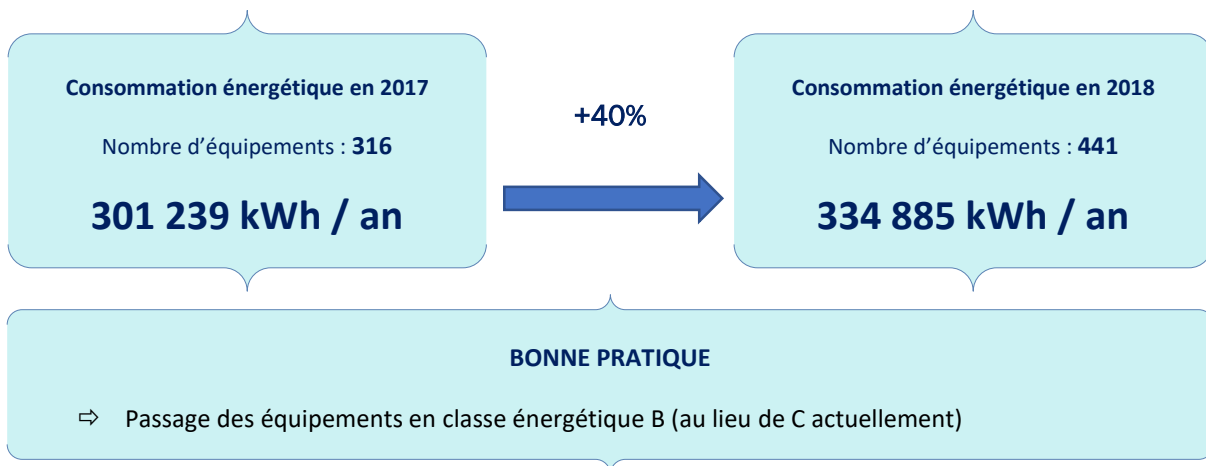 Consommation énergétique en 2017
Nombre d’équipements : 316
301 239 kWh / an
+40%
Consommation énergétique en 2018
Nombre d’équipements : 441
334 885 kWh / an
BONNE PRATIQUE
⇨ Passage des équipements en classe énergétique B (au lieu de C actuellement)